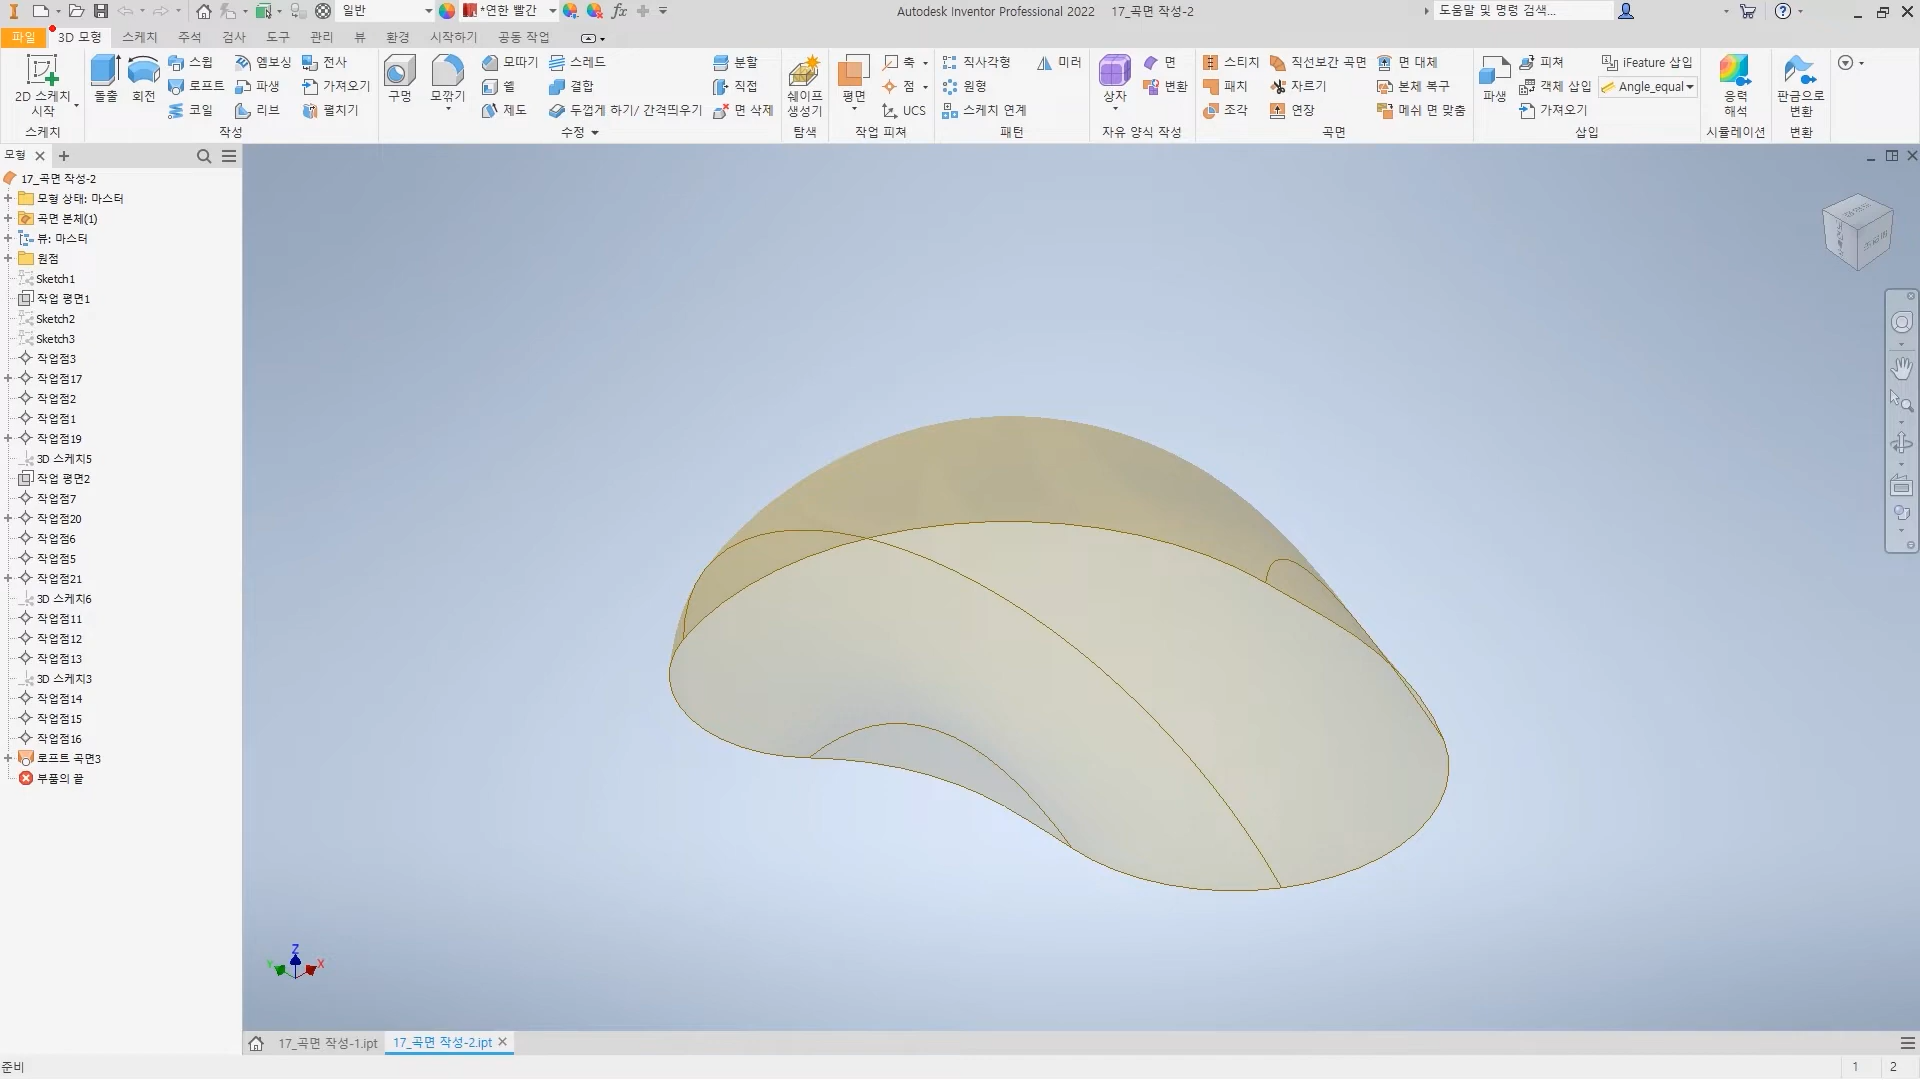 일반
*연한 빨간
Autodesk Inventor Professional 2022 17_곡면 작성-2
도움말 및 명령 검색...
파일 3D 모형 스케치 주석 검사 도구 관리 뷰 환경 시작하기 공동 작업
2D 스케치 시작
스케치
돌출 회전
스윕 엠보싱 전사
로프트 파생 가져오기
코일 리브 펼치기
작성
구멍 모깎기
모따기 스레드 분할
쉘 결합 직접
제도 두껍게 하기/ 간격띄우기 면 삭제
수정
쉐이프 생성기
탐색
평면
축
점
UCS
작업 피쳐
직사각형 미러
원형
스케치 연계
패턴
상자
면
변환
자유 양식 작성
스티치 직선보간 곡면 면 대체
패치 자르기 본체 복구
조각 연장 메쉬 면 맞춤
곡면
파생
피쳐 iFeature 삽입
객체 삽입 Angle_equal
가져오기
삽입
응력 해석
시뮬레이션
판금으로 변환
변환
모형
17_곡면 작성-2
모형 상태: 마스터
곡면 본체(1)
뷰: 마스터
원점
Sketch1
작업 평면1
Sketch2
Sketch3
작업점3
작업점17
작업점2
작업점1
작업점19
3D 스케치5
작업 평면2
작업점7
작업점20
작업점6
작업점5
작업점21
3D 스케치6
작업점11
작업점12
작업점13
3D 스케치3
작업점14
작업점15
작업점16
로프트 곡면3
부품의 끝
Z
Y X
17_곡면 작성-1.ipt 17_곡면 작성-2.ipt
준비
1 2